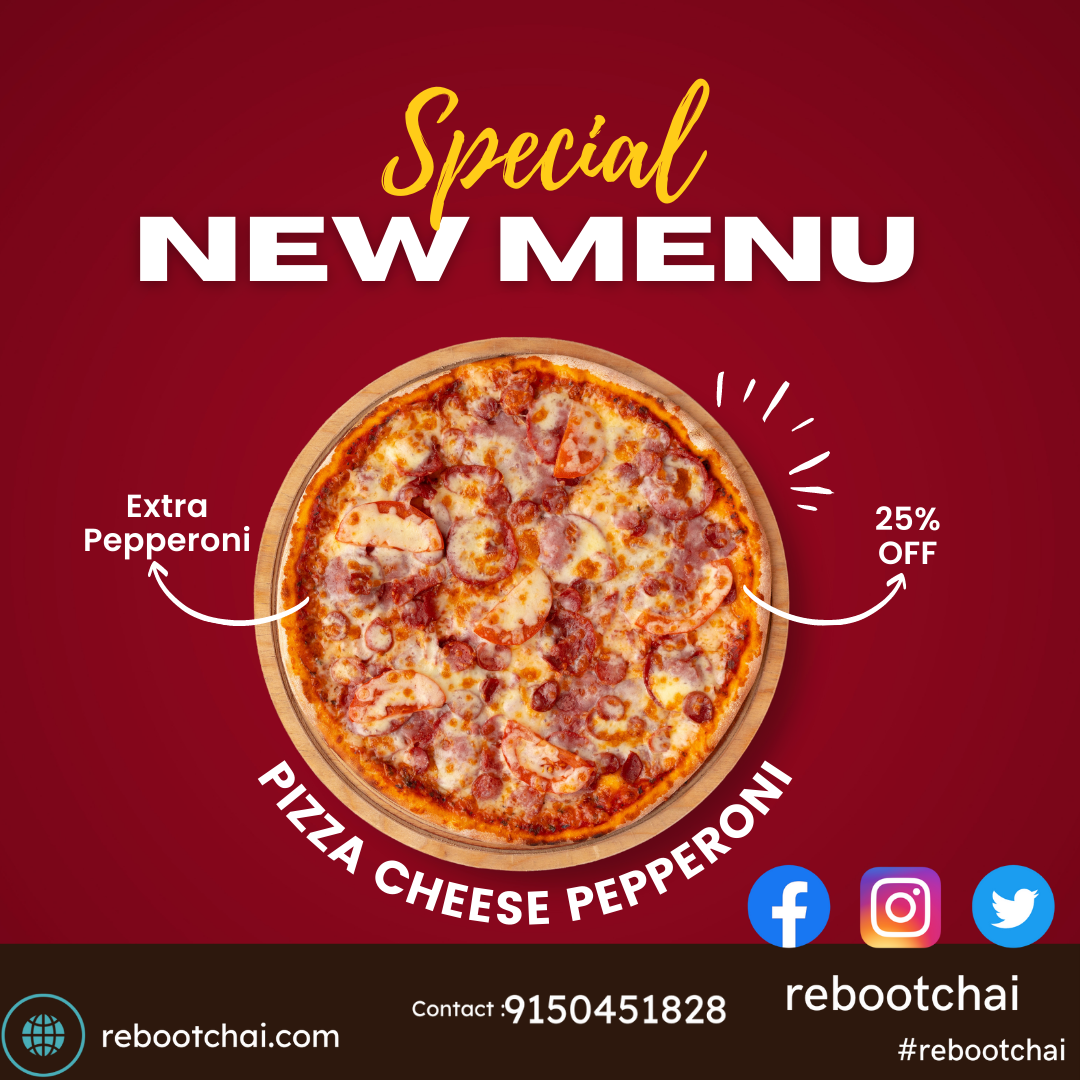 Special
NEW MENU
Extra
Pepperoni
25%
OFF
PIZZA CHEESE PEPPERONI
rebootchai.com
Contact :9150451828
rebootchai
#rebootchai